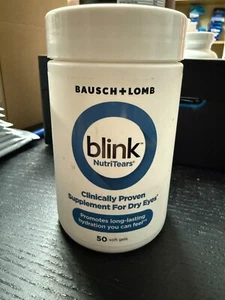 BAUSCH + LOMB
blink™
NutriTears®
Clinically Proven
Supplement For Dry Eyes*
Promotes long-lasting
hydration you can feel*
50 soft gels